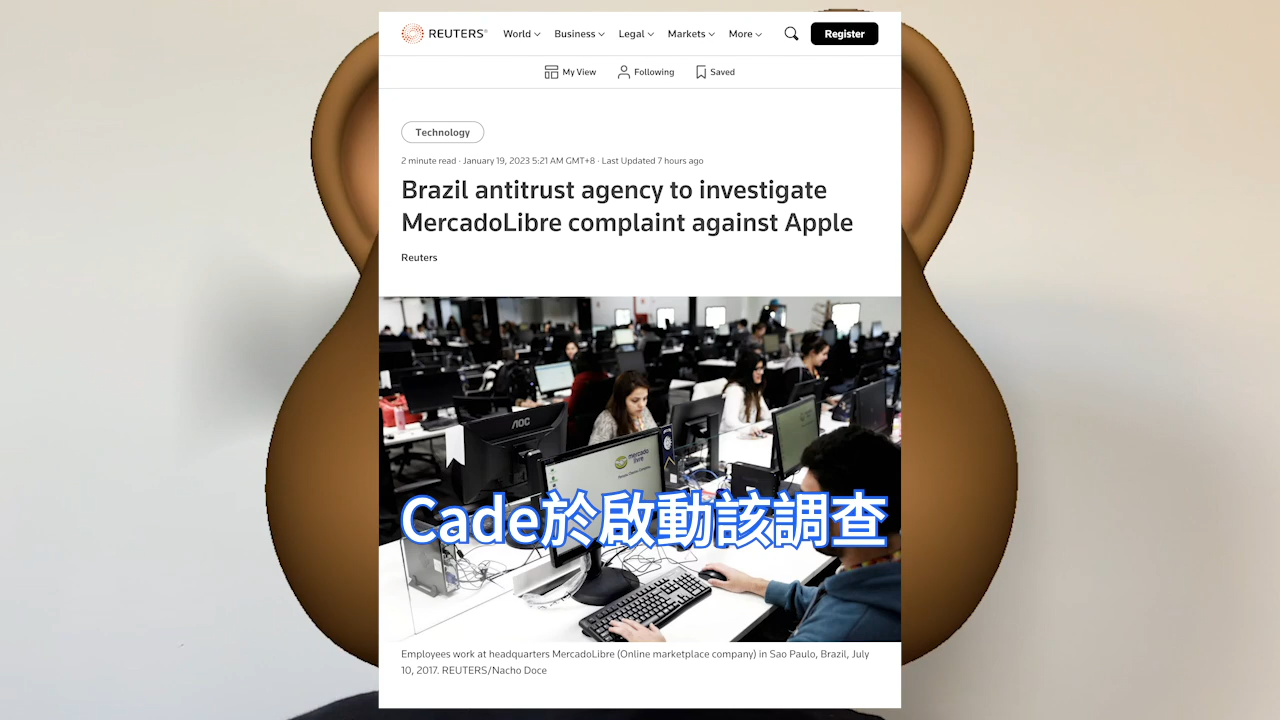 REUTERS®
World Business Legal Markets More Register
My View Following Saved
Technology
2 minute read · January 19, 2023 5:21 AM GMT+8 · Last Updated 7 hours ago
Brazil antitrust agency to investigate
MercadoLibre complaint against Apple
Reuters
AOC
mercado
livre
Cade於啟動該調查
Employees work at headquarters MercadoLibre (Online marketplace company) in Sao Paulo, Brazil, July
10, 2017. REUTERS/Nacho Doce